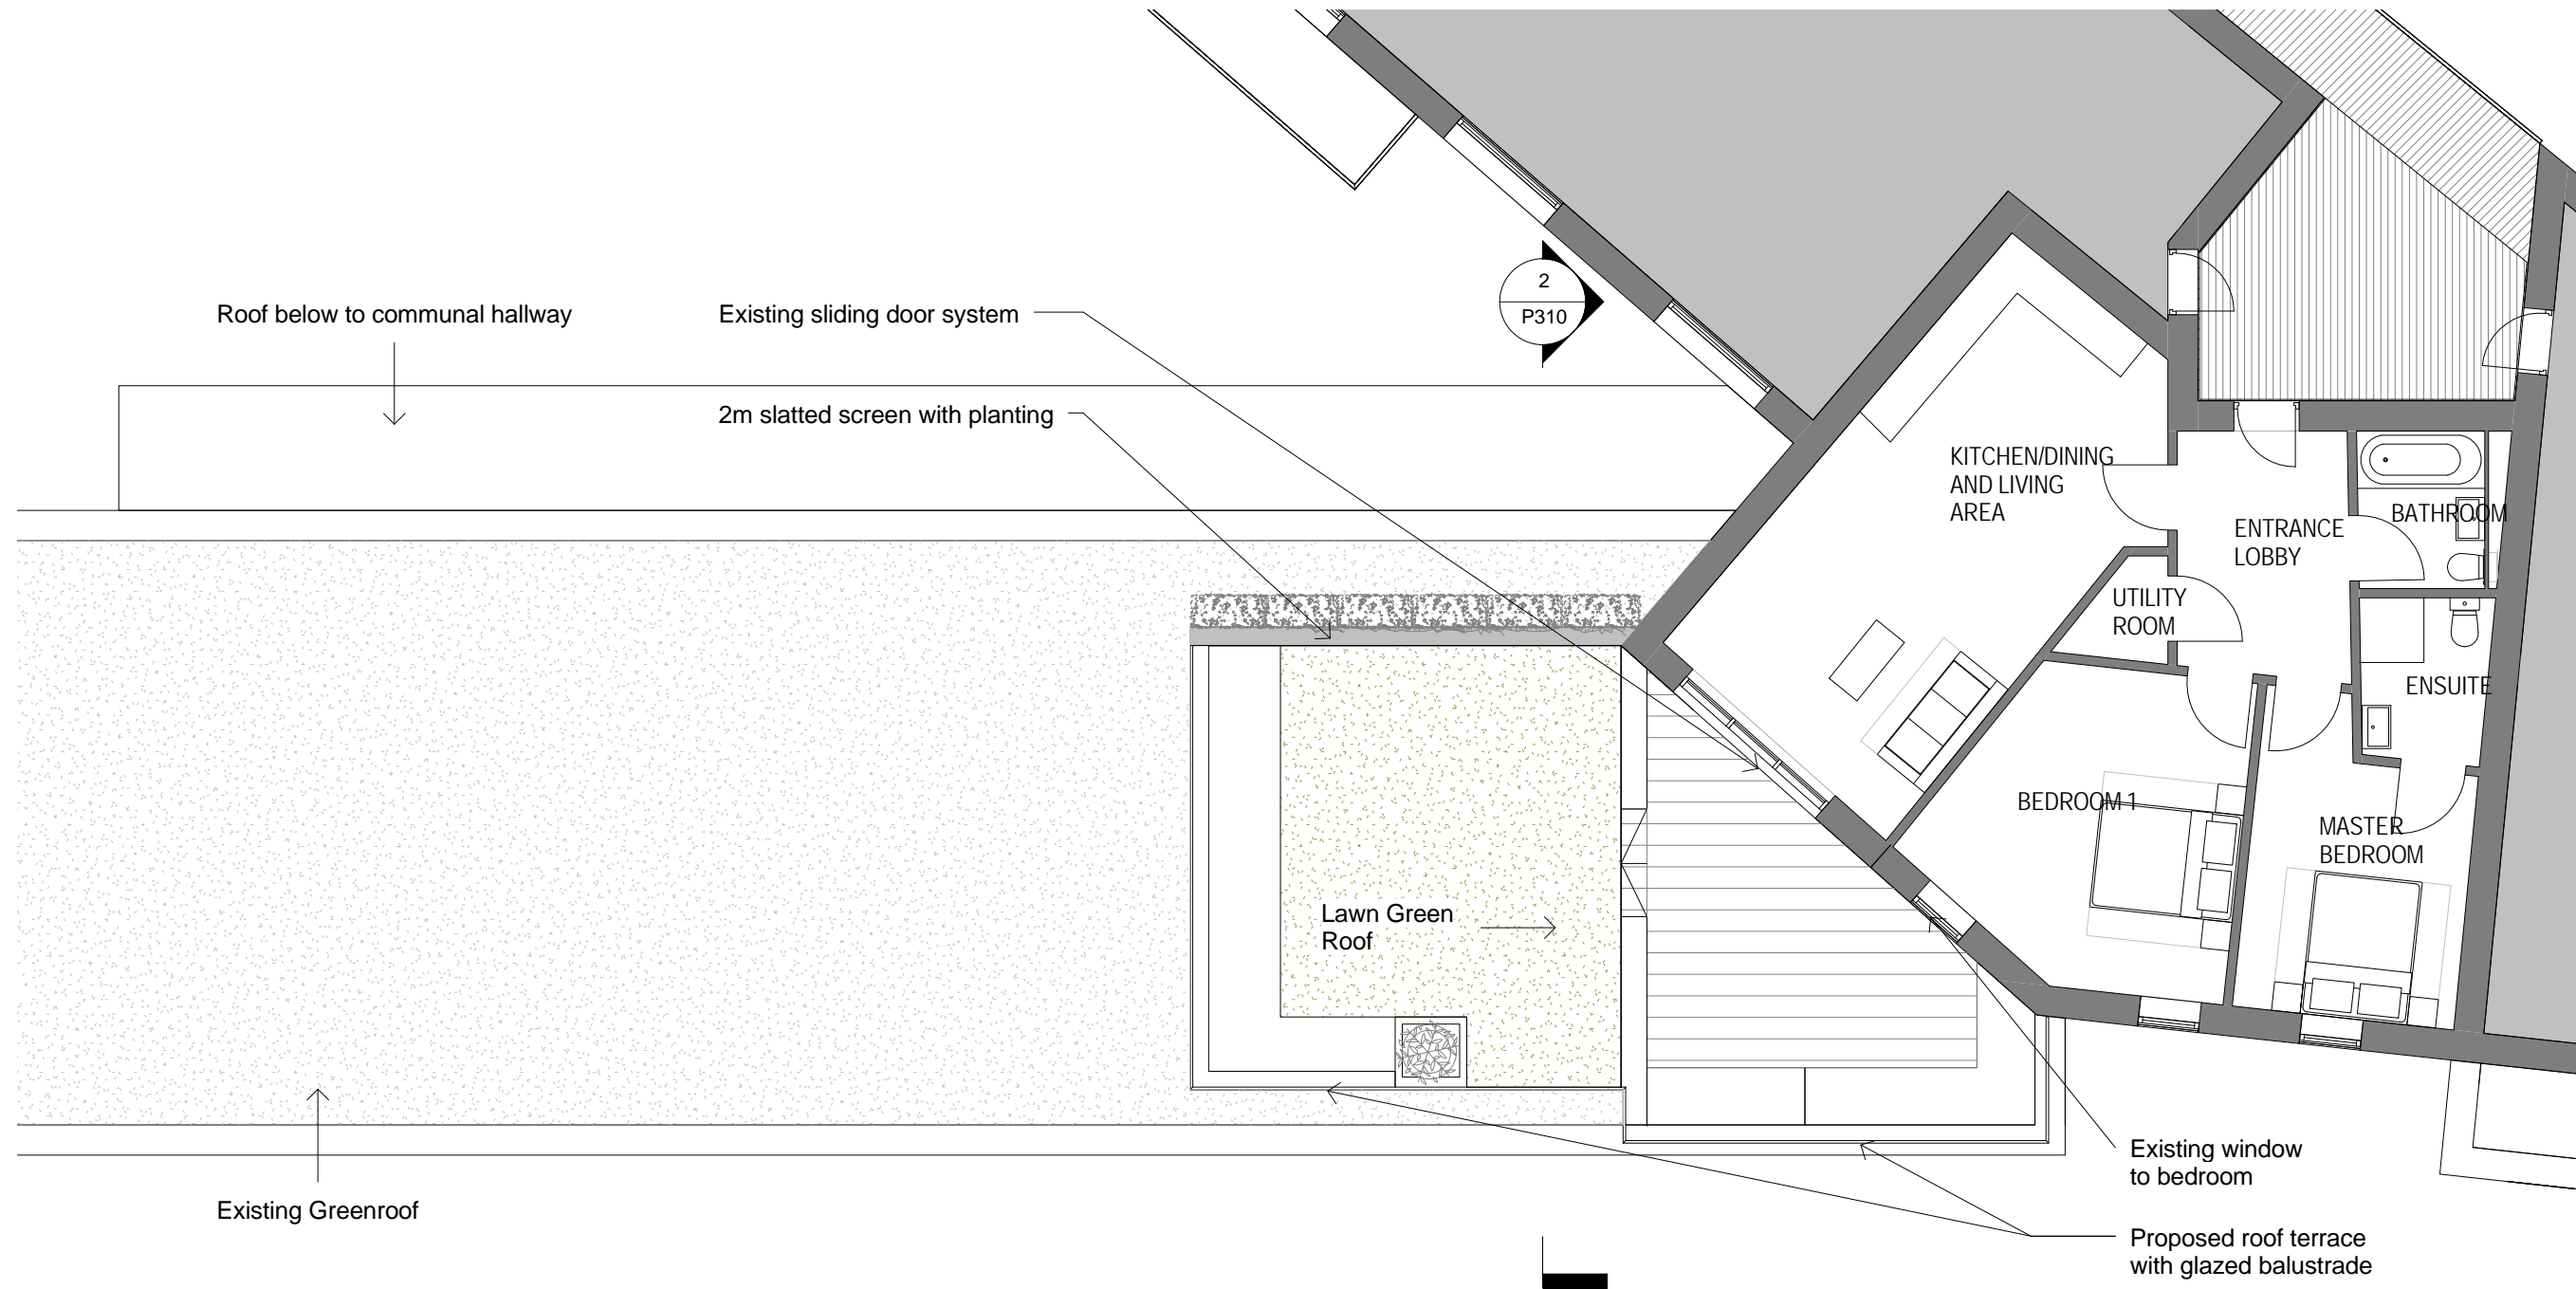 Roof below to communal hallway
Existing sliding door system
2
P310
2m slatted screen with planting
KITCHEN/DINING
AND LIVING
AREA
BATHROOM
ENTRANCE
LOBBY
UTILITY
ROOM
ENSUITE
BEDROOM 1
MASTER
BEDROOM
Lawn Green
Roof
Existing window
to bedroom
Existing Greenroof
Proposed roof terrace
with glazed balustrade